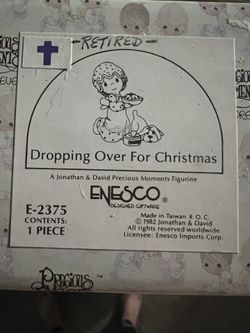 -RETIRED-
Dropping Over For Christmas
A Jonathan & David Precious Moments Figurine
ENESCO
DESIGNED GIFTWARE
E-2375
CONTENTS:
1 PIECE
Made in Taiwan R.O.C.
©1982 Jonathan & David
All rights reserved worldwide
Licensee: Enesco Imports Corp.
Precious